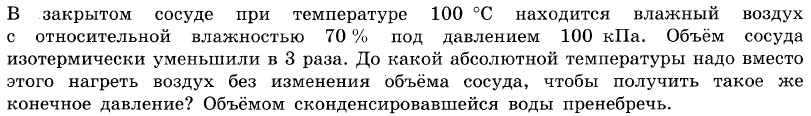 В закрытом сосуде при температуре 100 °С находится влажный воздух
с относительной влажностью 70 % под давлением 100 кПа. Объём сосуда
изотермически уменьшили в 3 раза. До какой абсолютной температуры надо вместо
этого нагреть воздух без изменения объёма сосуда, чтобы получить такое же
конечное давление? Объёмом сконденсировавшейся воды пренебречь.